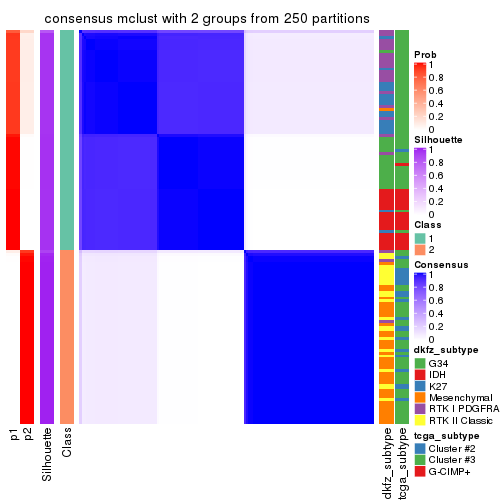 consensus mclust with 2 groups from 250 partitions
Prob
1
0.8
0.6
0.4
0.2
0
Silhouette
1
0.8
0.6
0.4
0.2
0
Class
1
2
Consensus
1
0.8
0.6
0.4
0.2
0
dkfz_subtype
G34
IDH
K27
Mesenchymal
RTK I PDGFRA
RTK II Classic
tcga_subtype
Cluster #2
Cluster #3
G-CIMP+
p1
p2
Silhouette
Class
dkfz_subtype
tcga_subtype